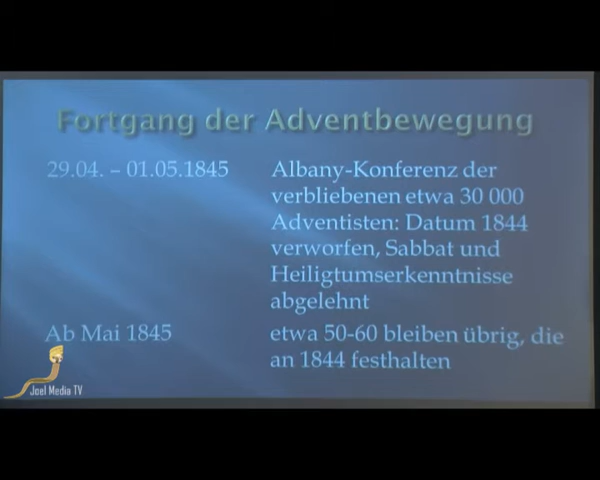 Fortgang der Adventbewegung
29.04. – 01.05.1845 Albany-Konferenz der
verbliebenen etwa 30 000
Adventisten: Datum 1844
verworfen, Sabbat und
Heiligtumserkenntnisse
abgelehnt
Ab Mai 1845 etwa 50-60 bleiben übrig, die
an 1844 festhalten
Joel Media TV